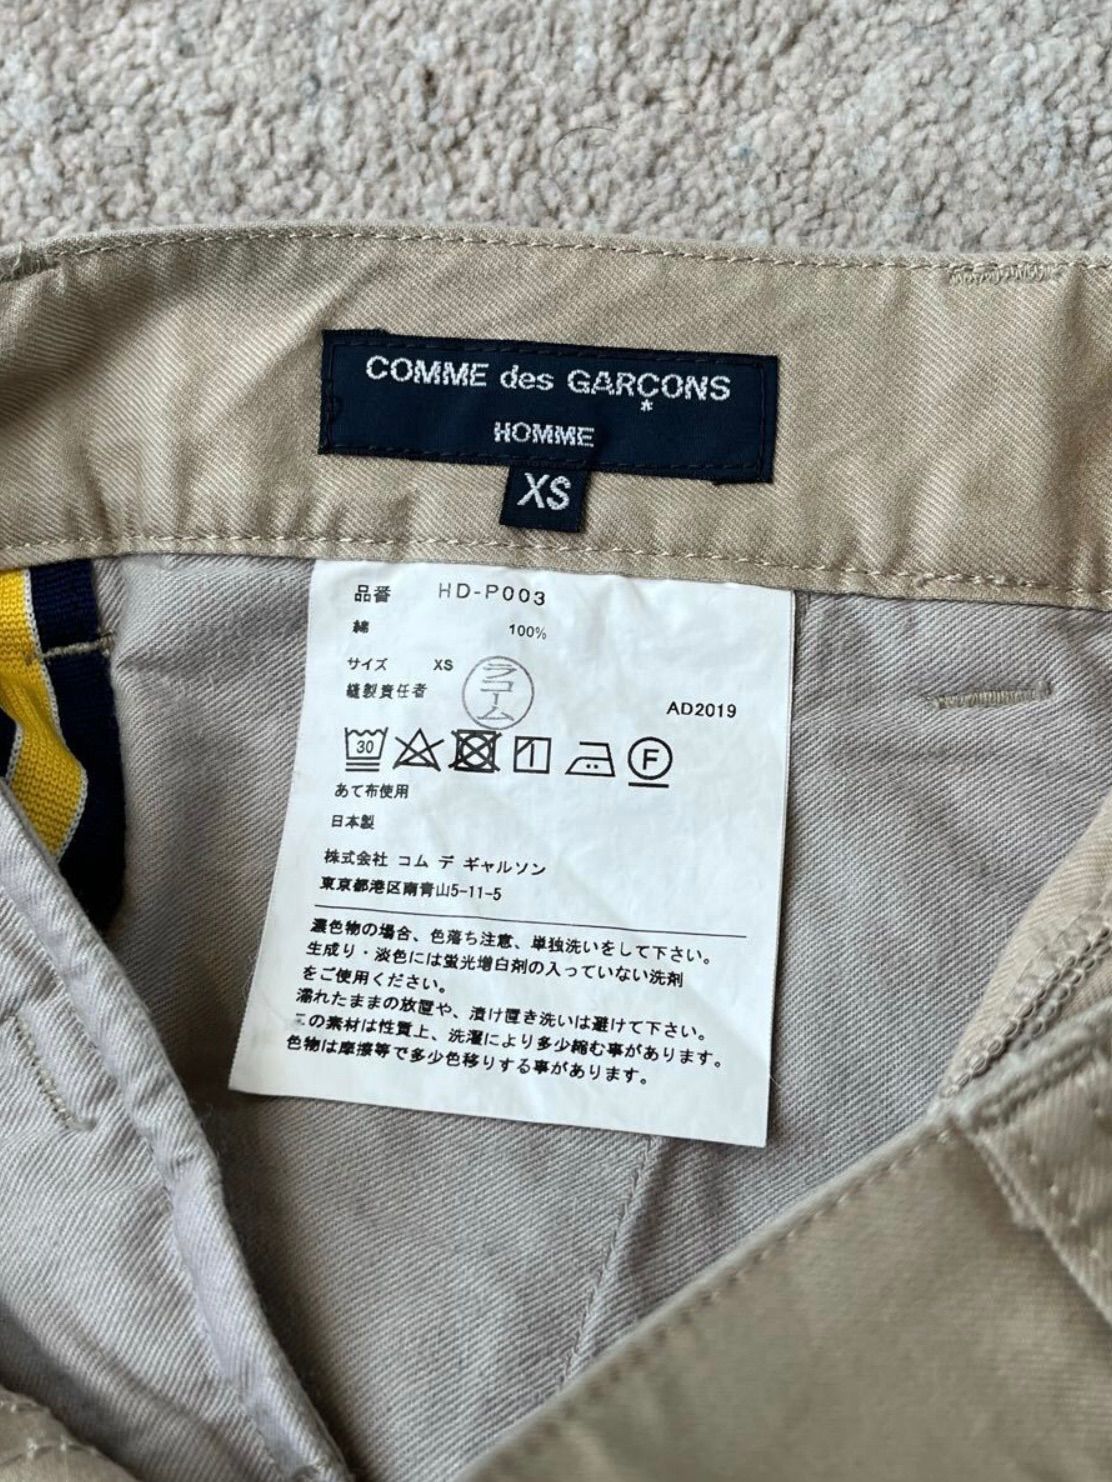 COMME des GARÇONS
*
HOMME
XS
品番 HD-P003
綿 100%
サイズ XS
縫製責任者 ラコーム
AD2019
30
F
あて布使用
日本製
株式会社 コム デ ギャルソン
東京都港区南青山5-11-5
濃色物の場合、色落ち注意、単独洗いをして下さい。
生成り・淡色には蛍光増白剤の入っていない洗剤
をご使用ください。
濡れたままの放置や、漬け置き洗いは避けて下さい。
この素材は性質上、洗濯により多少縮む事があります。
色物は摩擦等で多少色移りする事があります。